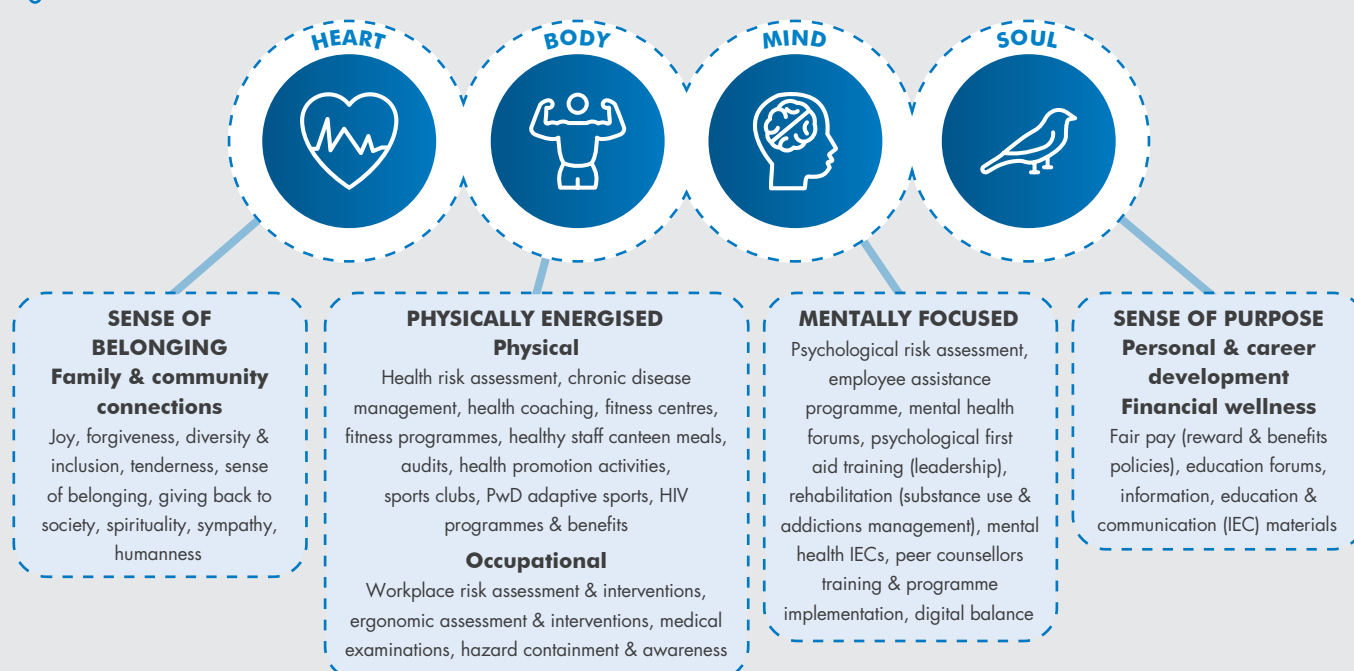 HEART
BODY
MIND
SOUL
SENSE OF
BELONGING
Family & community
connections
Joy, forgiveness, diversity &
inclusion, tenderness, sense
of belonging, giving back to
society, spirituality, sympathy,
humanness
PHYSICALLY ENERGISED
Physical
Health risk assessment, chronic disease
management, health coaching, fitness centres,
fitness programmes, healthy staff canteen meals,
audits, health promotion activities,
sports clubs, PwD adaptive sports, HIV
programmes & benefits
Occupational
Workplace risk assessment & interventions,
ergonomic assessment & interventions, medical
examinations, hazard containment & awareness
MENTALLY FOCUSED
Psychological risk assessment,
employee assistance
programme, mental health
forums, psychological first
aid training (leadership),
rehabilitation (substance use &
addictions management), mental
health IECs, peer counsellors
training & programme
implementation, digital balance
SENSE OF PURPOSE
Personal & career
development
Financial wellness
Fair pay (reward & benefits
policies), education forums,
information, education &
communication (IEC) materials